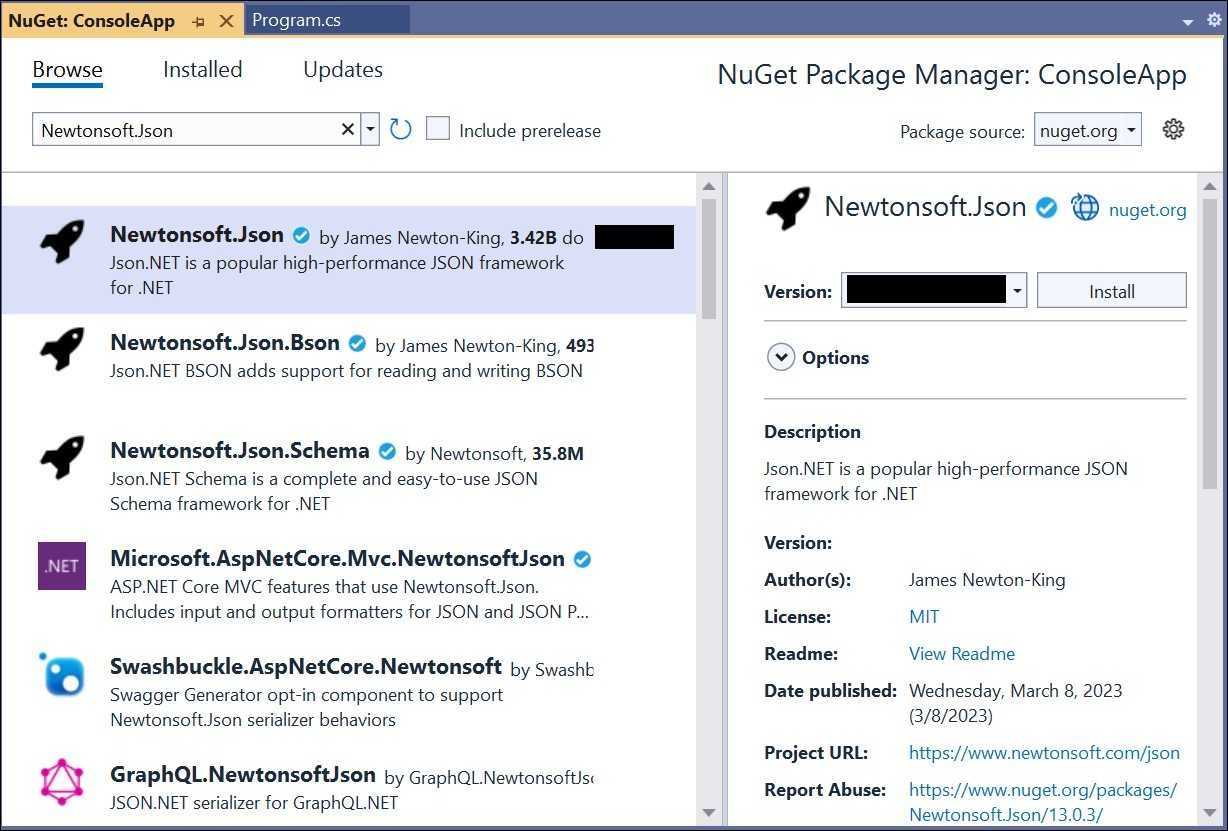 NuGet: ConsoleApp
Program.cs
Browse
Installed
Updates
NuGet Package Manager: ConsoleApp
Newtonsoft.Json
Include prerelease
Package source:
nuget.org
Newtonsoft.Json by James Newton-King, 3.42B do
Json.NET is a popular high-performance JSON framework
for .NET
Newtonsoft.Json.Bson by James Newton-King, 493
Json.NET BSON adds support for reading and writing BSON
Newtonsoft.Json.Schema by Newtonsoft, 35.8M
Json.NET Schema is a complete and easy-to-use JSON
Schema framework for .NET
.NET
Microsoft.AspNetCore.Mvc.NewtonsoftJson
ASP.NET Core MVC features that use Newtonsoft.Json.
Includes input and output formatters for JSON and JSON P...
Swashbuckle.AspNetCore.Newtonsoft by Swashb
Swagger Generator opt-in component to support
Newtonsoft.Json serializer behaviors
GraphQL.NewtonsoftJson by GraphQL.NewtonsoftJso
JSON.NET serializer for GraphQL.NET
Newtonsoft.Json
nuget.org
Version:
Install
Options
Description
Json.NET is a popular high-performance JSON
framework for .NET
Version:
Author(s): James Newton-King
License: MIT
Readme: View Readme
Date published: Wednesday, March 8, 2023
(3/8/2023)
Project URL: https://www.newtonsoft.com/json
Report Abuse: https://www.nuget.org/packages/
Newtonsoft.Json/13.0.3/